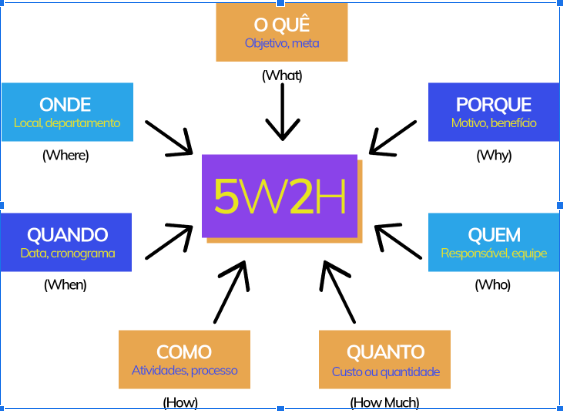 O QUÊ
Objetivo, meta
(What)
ONDE
Local, departamento
(Where)
PORQUE
Motivo, benefício
(Why)
5W2H
QUANDO
Data, cronograma
(When)
QUEM
Responsável, equipe
(Who)
COMO
Atividades, processo
(How)
QUANTO
Custo ou quantidade
(How Much)